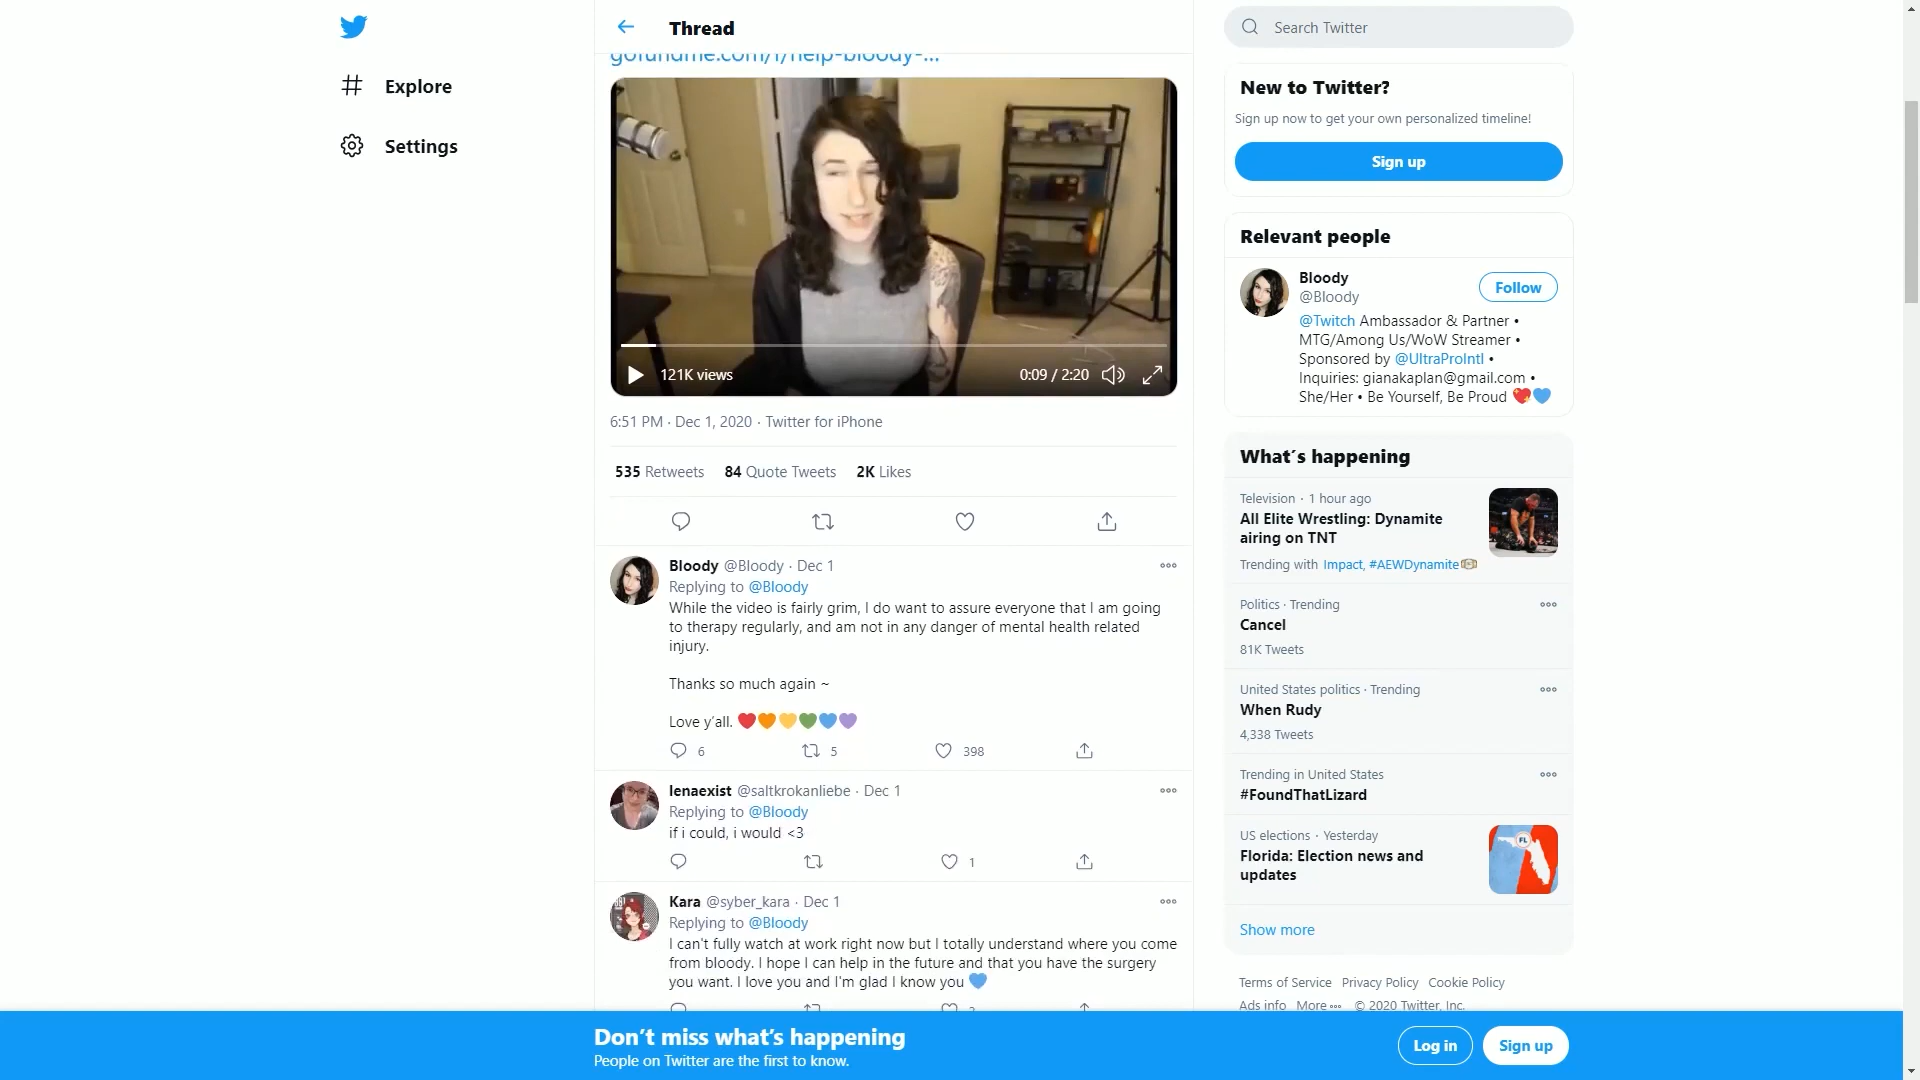 Explore
Settings
Thread
gofundme.com/f/help-bloody-...
121K views
0:09 / 2:20
6:51 PM · Dec 1, 2020 · Twitter for iPhone
535 Retweets 84 Quote Tweets 2K Likes
Bloody @Bloody · Dec 1
Replying to @Bloody
While the video is fairly grim, I do want to assure everyone that I am going
to therapy regularly, and am not in any danger of mental health related
injury.
Thanks so much again ~
Love y'all. ❤️🧡💛💚💙💜
6 5 398
lenaexist @saltkrokanliebe · Dec 1
Replying to @Bloody
if i could, i would <3
1
Kara @syber_kara · Dec 1
Replying to @Bloody
I can't fully watch at work right now but I totally understand where you come
from bloody. I hope I can help in the future and that you have the surgery
you want. I love you and I'm glad I know you 💙
Search Twitter
New to Twitter?
Sign up now to get your own personalized timeline!
Sign up
Relevant people
Bloody
@Bloody
Follow
@Twitch Ambassador & Partner •
MTG/Among Us/WoW Streamer •
Sponsored by @UltraProIntl •
Inquiries: gianakaplan@gmail.com •
She/Her • Be Yourself, Be Proud 💖💙
What's happening
Television · 1 hour ago
All Elite Wrestling: Dynamite
airing on TNT
Trending with Impact, #AEWDynamite
Politics · Trending
Cancel
81K Tweets
United States politics · Trending
When Rudy
4,338 Tweets
Trending in United States
#FoundThatLizard
US elections · Yesterday
Florida: Election news and
updates
FL
Show more
Terms of Service Privacy Policy Cookie Policy
Ads info More © 2020 Twitter, Inc.
Don't miss what's happening
People on Twitter are the first to know.
Log in
Sign up